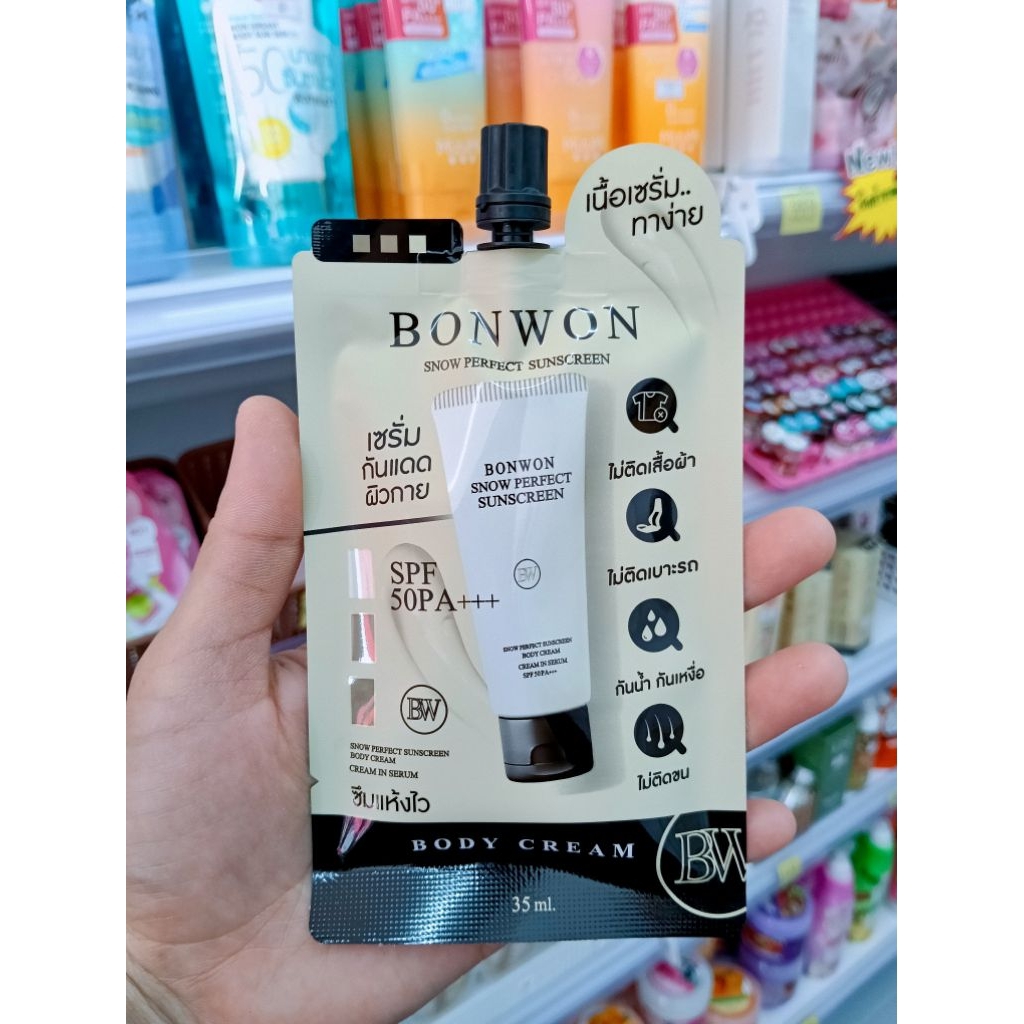 เนื้อเซรั่ม..
ทาง่าย
BONWON
SNOW PERFECT SUNSCREEN
เซรั่ม
กันแดด
ผิวกาย
SPF
50PA+++
BW
SNOW PERFECT SUNSCREEN
BODY CREAM
CREAM IN SERUM
ซึมแห้งไว
BONWON
SNOW PERFECT
SUNSCREEN
BW
SNOW PERFECT SUNSCREEN
BODY CREAM
CREAM IN SERUM
SPF 50PA+++
ไม่ติดเสื้อผ้า
ไม่ติดเบาะรถ
กันน้ำ กันเหงื่อ
ไม่ติดขน
BODY CREAM
BW
35 ml.
50
NEW